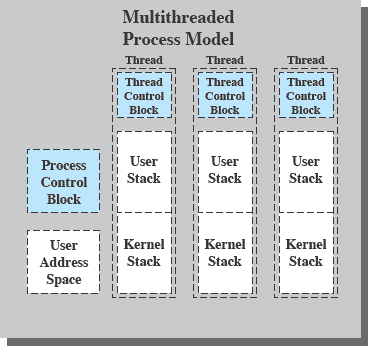 Multithreaded
Process Model
Thread
Thread
Control
Block
User
Stack
Kernel
Stack
Thread
Thread
Control
Block
User
Stack
Kernel
Stack
Thread
Thread
Control
Block
User
Stack
Kernel
Stack
Process
Control
Block
User
Address
Space